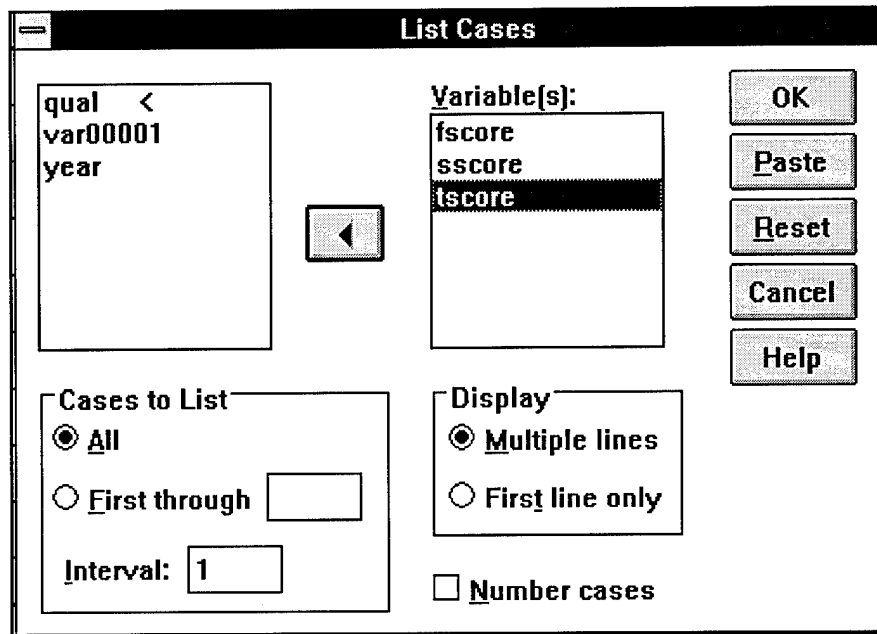 List Cases
qual <
var00001
year
Variable(s):
fscore
sscore
tscore
OK
Paste
Reset
Cancel
Help
Cases to List
All
First through
Interval: 1
Display
Multiple lines
First line only
Number cases